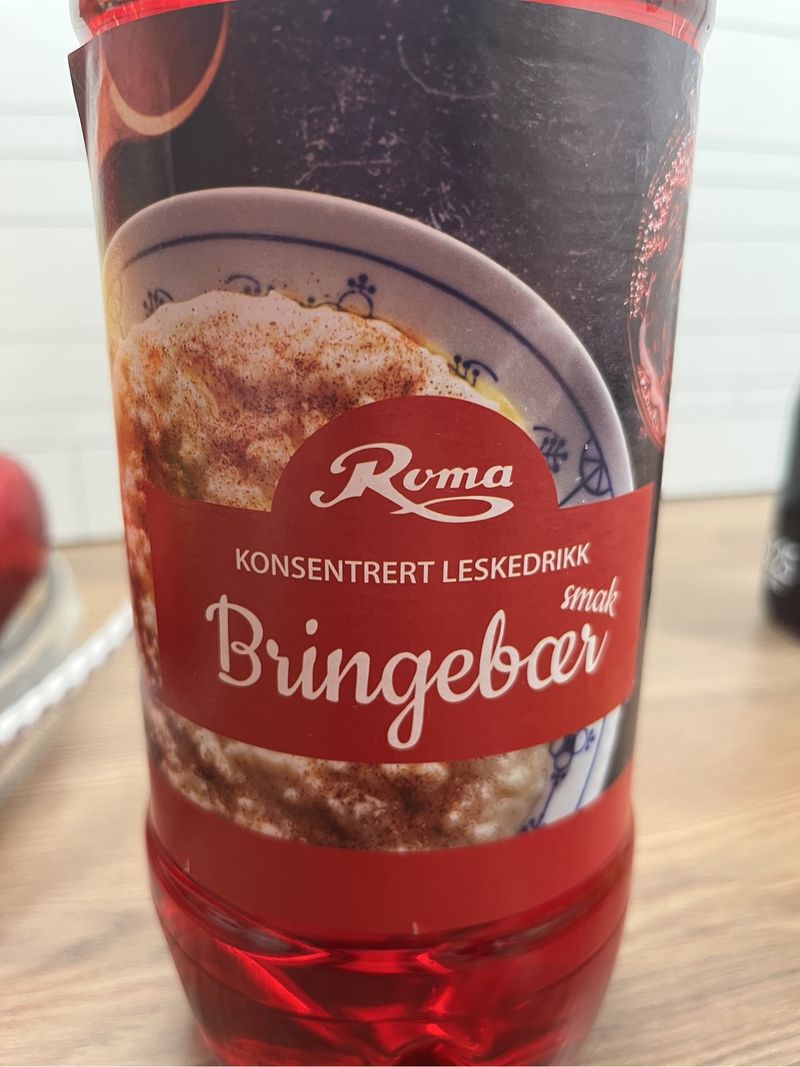 Roma
KONSENTRERT LESKEDRIKK
smak
Bringebær